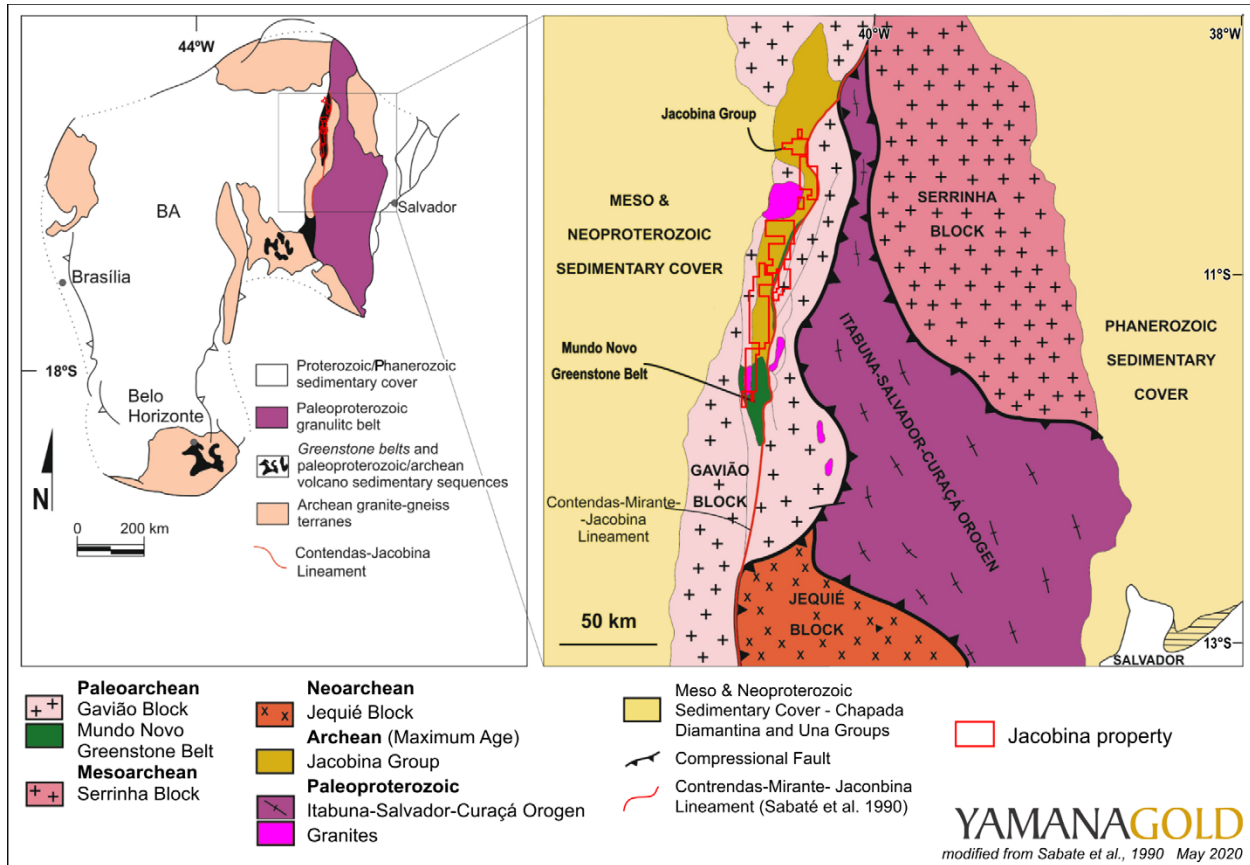 44°W
BA
Salvador
Brasília
18°S
Belo
Horizonte
N
0 200 km
Proterozoic/Phanerozoic
sedimentary cover
Paleoproterozoic
granulitc belt
Greenstone belts and
paleoproterozoic/archean
volcano sedimentary sequences
Archean granite-gneiss
terranes
Contendas-Jacobina
Lineament
40°W
38°W
Jacobina Group
MESO &
NEOPROTEROZOIC
SEDIMENTARY COVER
SERRINHA
BLOCK
11°S
Mundo Novo
Greenstone Belt
ITABUNA-SALVADOR-CURAÇÁ OROGEN
PHANEROZOIC
SEDIMENTARY
COVER
GAVIÃO
BLOCK
Contendas-Mirante-
-Jacobina
Lineament
JEQUIÉ
BLOCK
50 km
13°S
SALVADOR
Paleoarchean
Gavião Block
Mundo Novo
Greenstone Belt
Mesoarchean
Serrinha Block
Neoarchean
Jequié Block
Archean (Maximum Age)
Jacobina Group
Paleoproterozoic
Itabuna-Salvador-Curaçá Orogen
Granites
Meso & Neoproterozoic
Sedimentary Cover - Chapada
Diamantina and Una Groups
Compressional Fault
Contrendas-Mirante- Jaconbina
Lineament (Sabaté et al. 1990)
Jacobina property
YAMANAGOLD
modified from Sabate et al., 1990 May 2020